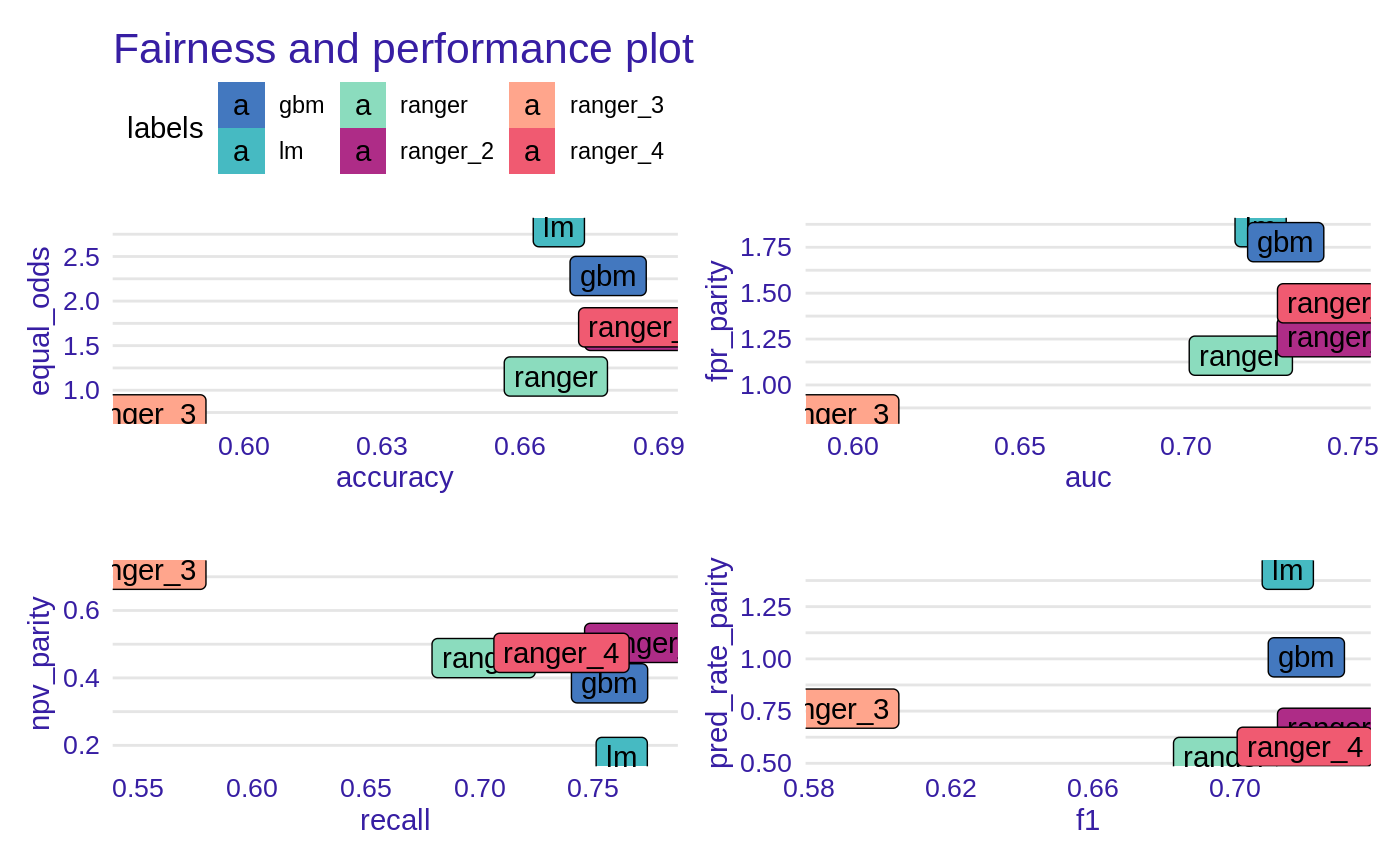 Fairness and performance plot
labels
a gbm a ranger a ranger_3
a lm a ranger_2 a ranger_4
equal_odds
2.5
2.0
1.5
1.0
lm
gbm
ranger_
ranger
nger_3
0.60 0.63 0.66 0.69
accuracy
fpr_parity
1.75
1.50
1.25
1.00
gbm
ranger
ranger
ranger
nger_3
0.60 0.65 0.70 0.75
auc
npv_parity
0.6
0.4
0.2
nger_3
rang
ranger_4
nger
gbm
lm
0.55 0.60 0.65 0.70 0.75
recall
pred_rate_parity
1.25
1.00
0.75
0.50
lm
gbm
nger_3
ranger
ranger_4
0.58 0.62 0.66 0.70
f1